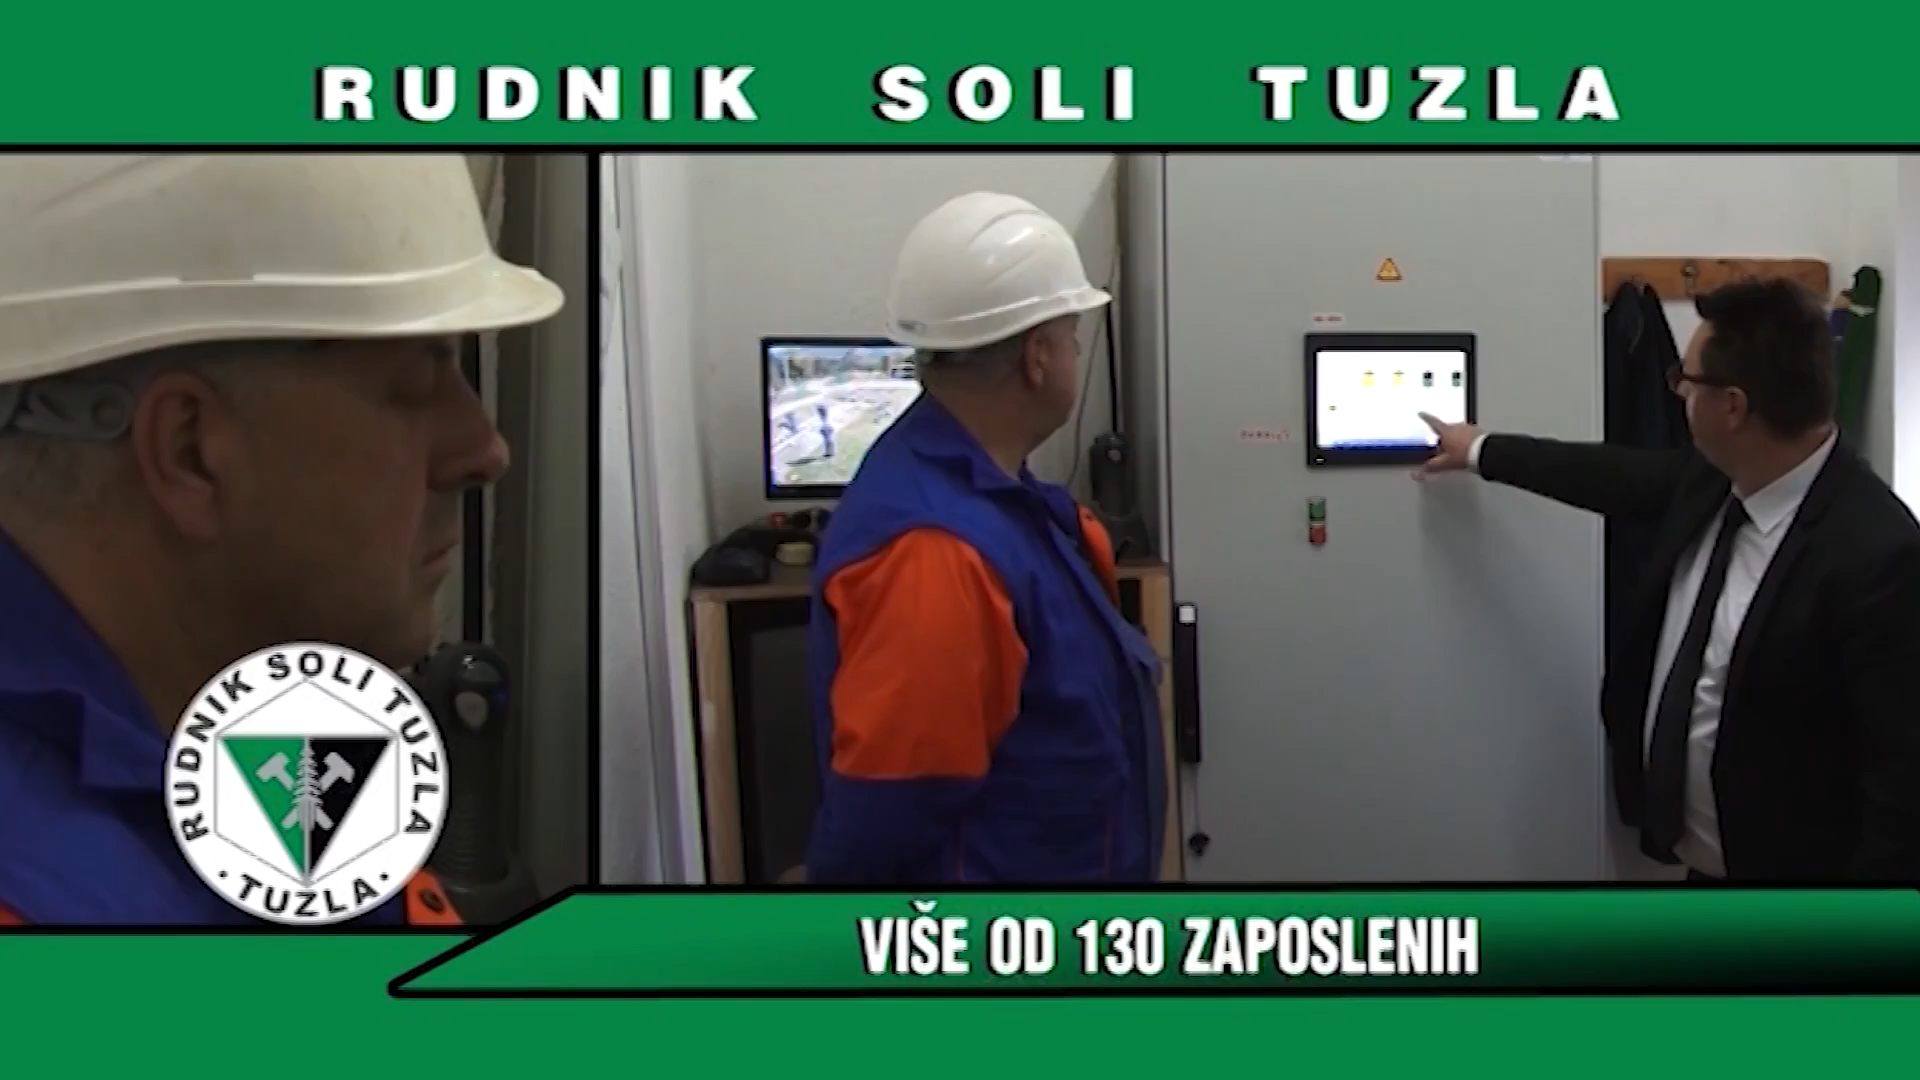 RUDNIK SOLI TUZLA
RUDNIK SOLI TUZLA
· TUZLA ·
VIŠE OD 130 ZAPOSLENIH